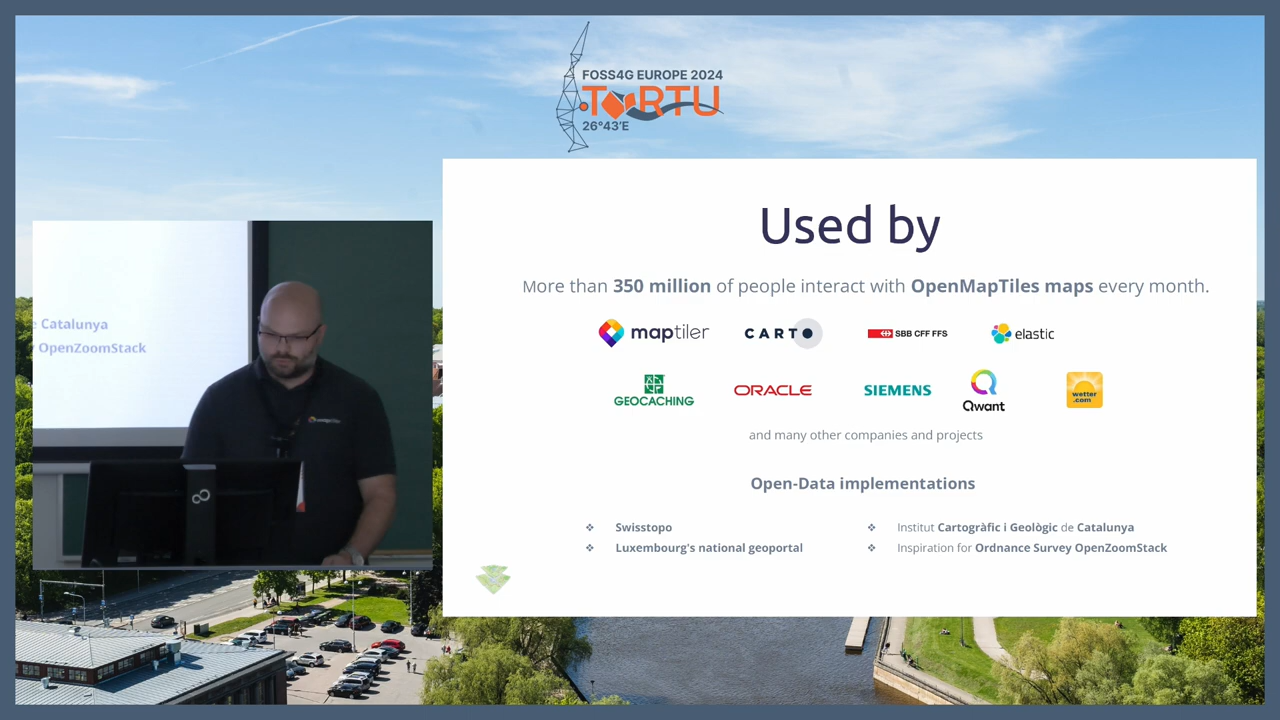 FOSS4G EUROPE 2024
TARTU
26°43'E
Used by
More than 350 million of people interact with OpenMapTiles maps every month.
maptiler
CARTO
SBB CFF FFS
elastic
GEOCACHING
ORACLE
SIEMENS
Qwant
wetter
.com
and many other companies and projects
Open-Data implementations
❖ Swisstopo
❖ Luxembourg's national geoportal
❖ Institut Cartogràfic i Geològic de Catalunya
❖ Inspiration for Ordnance Survey OpenZoomStack
Catalunya
OpenZoomStack